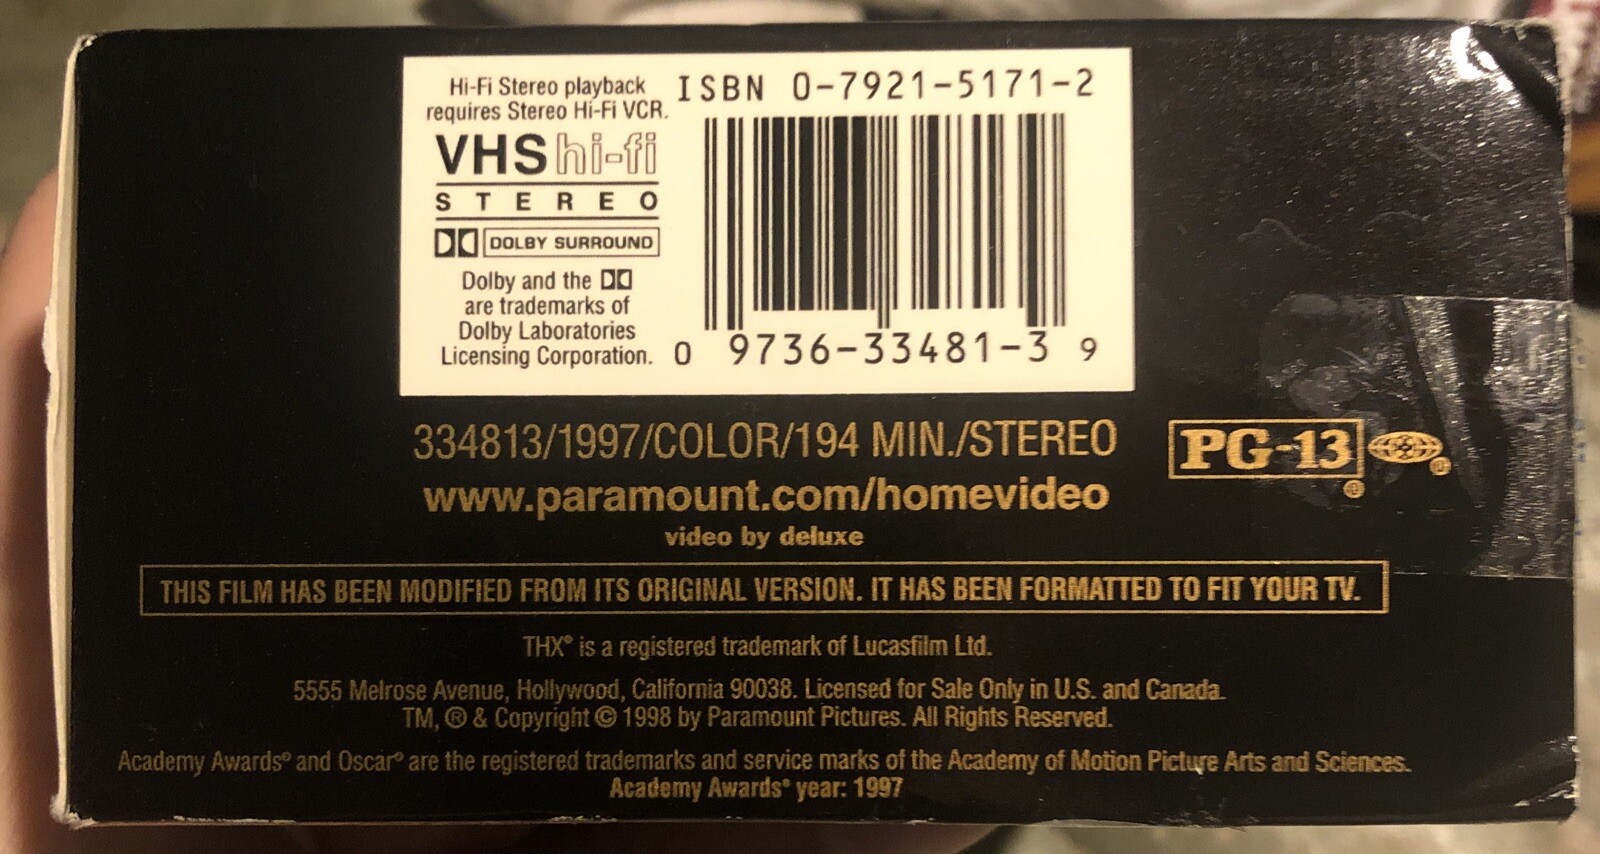 Hi-Fi Stereo playback
requires Stereo Hi-Fi VCR.
VHS hi-fi
STEREO
DOLBY SURROUND
Dolby and the
are trademarks of
Dolby Laboratories
Licensing Corporation.
ISBN 0-7921-5171-2
0 9736-33481-3 9
334813/1997/COLOR/194 MIN./STEREO
PG-13
®
www.paramount.com/homevideo
video by deluxe
THIS FILM HAS BEEN MODIFIED FROM ITS ORIGINAL VERSION. IT HAS BEEN FORMATTED TO FIT YOUR TV.
THX® is a registered trademark of Lucasfilm Ltd.
5555 Melrose Avenue, Hollywood, California 90038. Licensed for Sale Only in U.S. and Canada.
TM, ® & Copyright © 1998 by Paramount Pictures. All Rights Reserved.
Academy Awards® and Oscar® are the registered trademarks and service marks of the Academy of Motion Picture Arts and Sciences.
Academy Awards® year: 1997